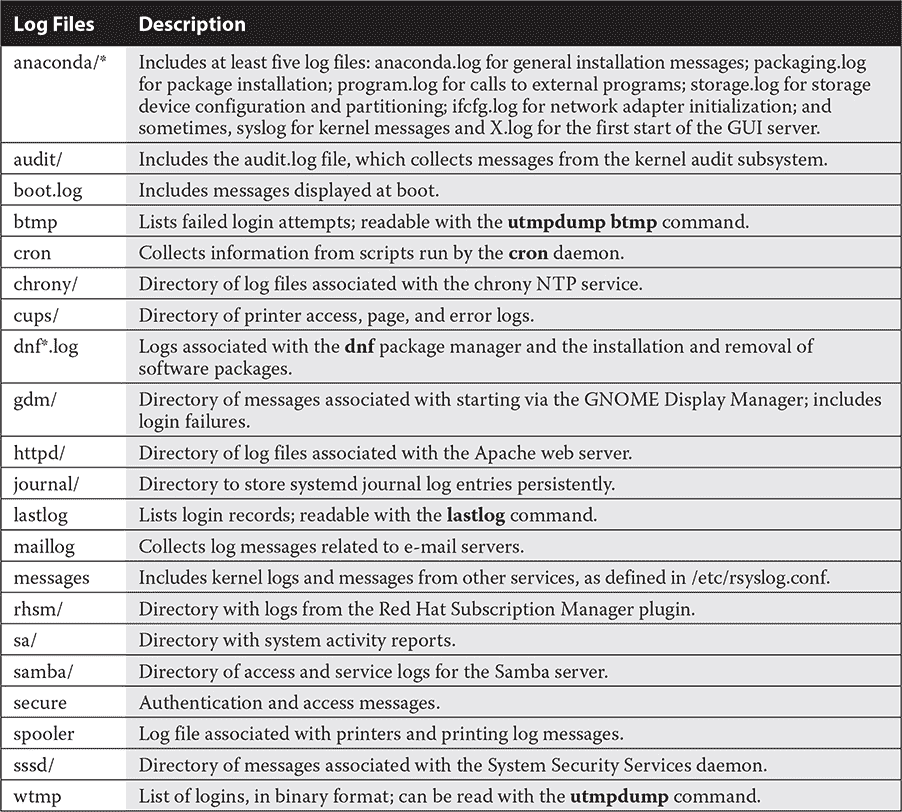 Log Files Description
anaconda/* Includes at least five log files: anaconda.log for general installation messages; packaging.log
for package installation; program.log for calls to external programs; storage.log for storage
device configuration and partitioning; ifcfg.log for network adapter initialization; and
sometimes, syslog for kernel messages and X.log for the first start of the GUI server.
audit/ Includes the audit.log file, which collects messages from the kernel audit subsystem.
boot.log Includes messages displayed at boot.
btmp Lists failed login attempts; readable with the utmpdump btmp command.
cron Collects information from scripts run by the cron daemon.
chrony/ Directory of log files associated with the chrony NTP service.
cups/ Directory of printer access, page, and error logs.
dnf*.log Logs associated with the dnf package manager and the installation and removal of
software packages.
gdm/ Directory of messages associated with starting via the GNOME Display Manager; includes
login failures.
httpd/ Directory of log files associated with the Apache web server.
journal/ Directory to store systemd journal log entries persistently.
lastlog Lists login records; readable with the lastlog command.
maillog Collects log messages related to e-mail servers.
messages Includes kernel logs and messages from other services, as defined in /etc/rsyslog.conf.
rhsm/ Directory with logs from the Red Hat Subscription Manager plugin.
sa/ Directory with system activity reports.
samba/ Directory of access and service logs for the Samba server.
secure Authentication and access messages.
spooler Log file associated with printers and printing log messages.
sssd/ Directory of messages associated with the System Security Services daemon.
wtmp List of logins, in binary format; can be read with the utmpdump command.